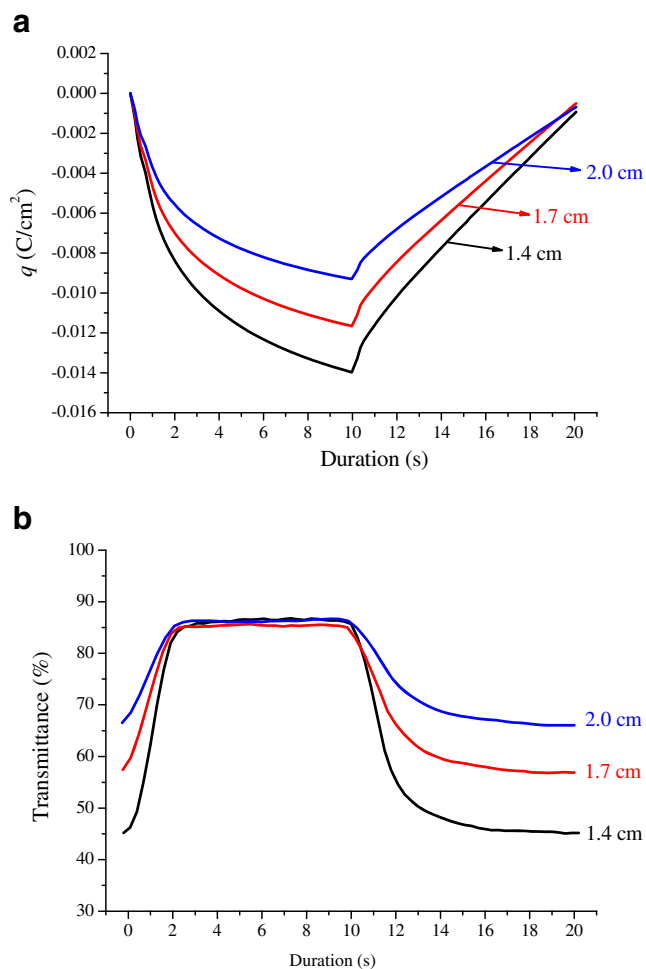 a
0.002
0.000
-0.002
-0.004
-0.006
-0.008
-0.010
-0.012
-0.014
-0.016
q (C/cm²)
2.0 cm
1.7 cm
1.4 cm
0 2 4 6 8 10 12 14 16 18 20
Duration (s)
b
100
90
80
70
60
50
40
30
Transmittance (%)
2.0 cm
1.7 cm
1.4 cm
0 2 4 6 8 10 12 14 16 18 20
Duration (s)